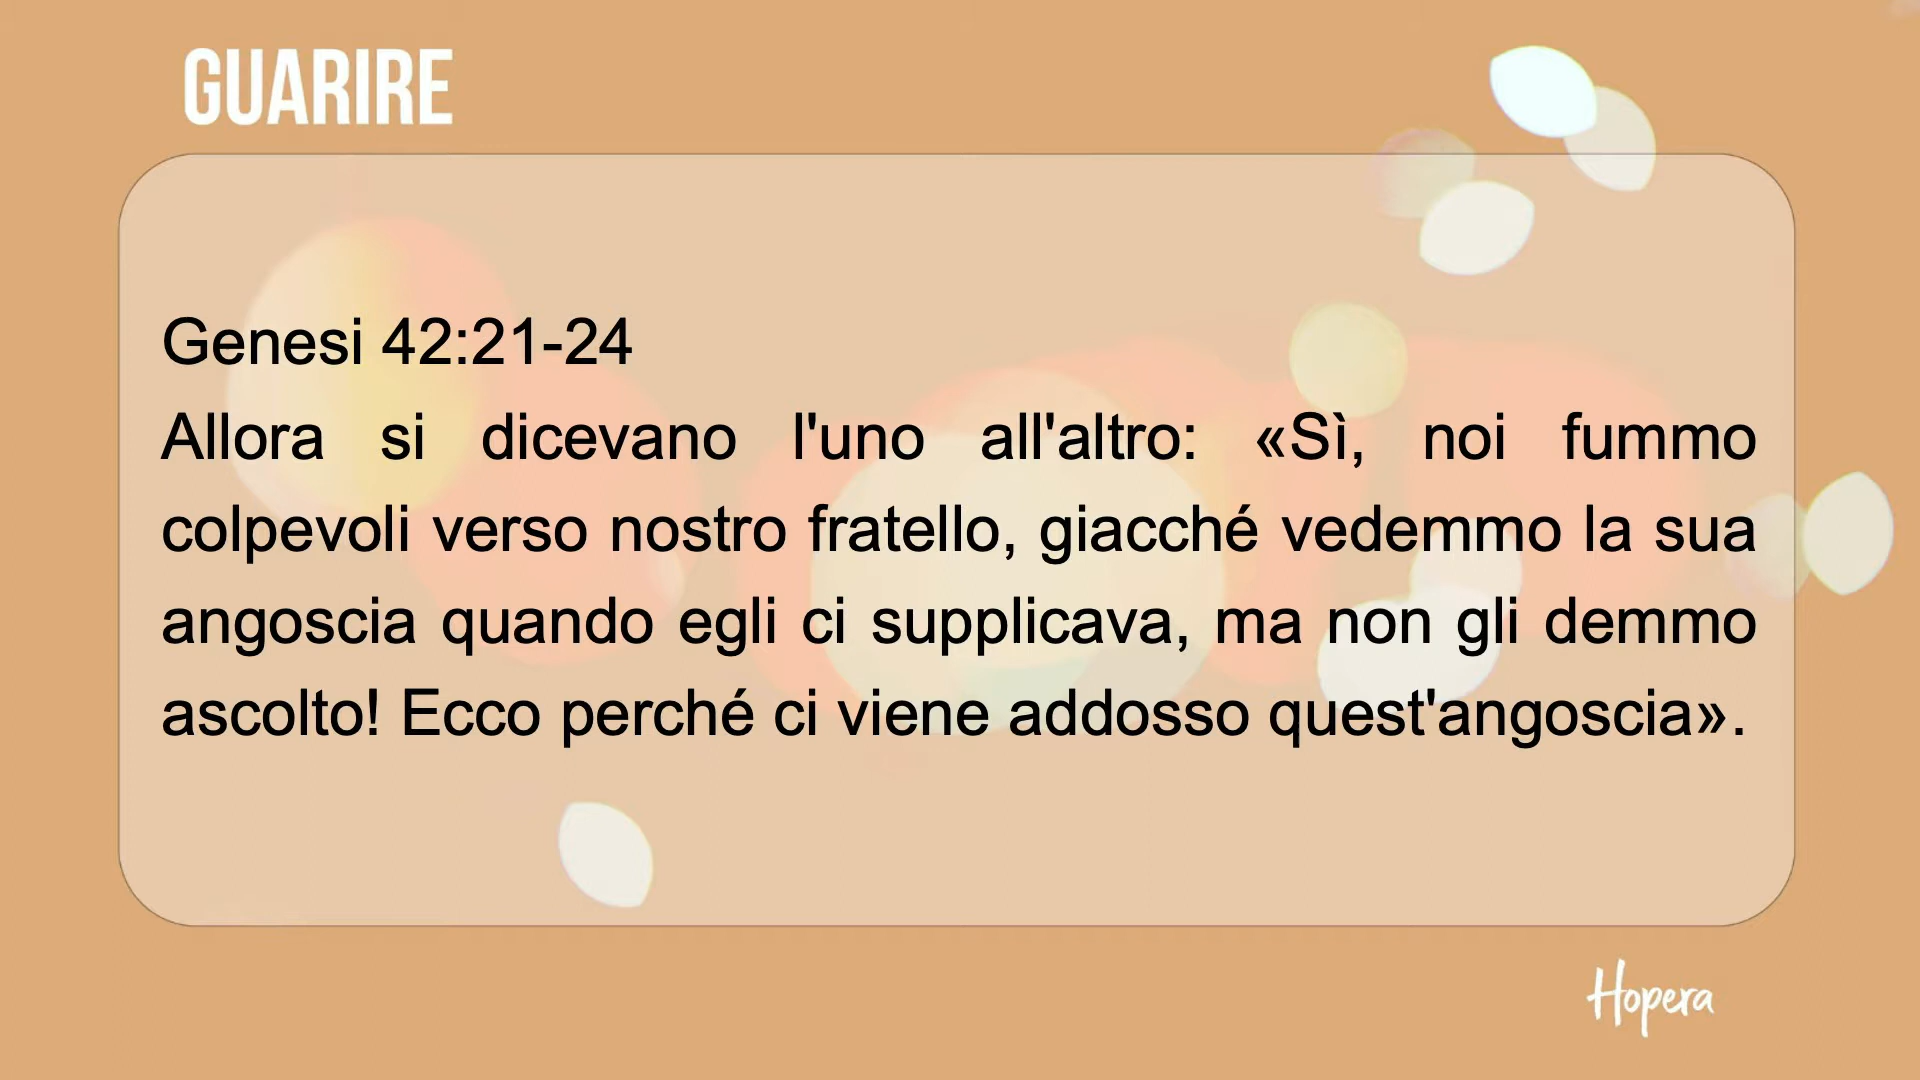 GUARIRE
Genesi 42:21-24
Allora si dicevano l'uno all'altro: «Sì, noi fummo
colpevoli verso nostro fratello, giacché vedemmo la sua
angoscia quando egli ci supplicava, ma non gli demmo
ascolto! Ecco perché ci viene addosso quest'angoscia».
Hopera